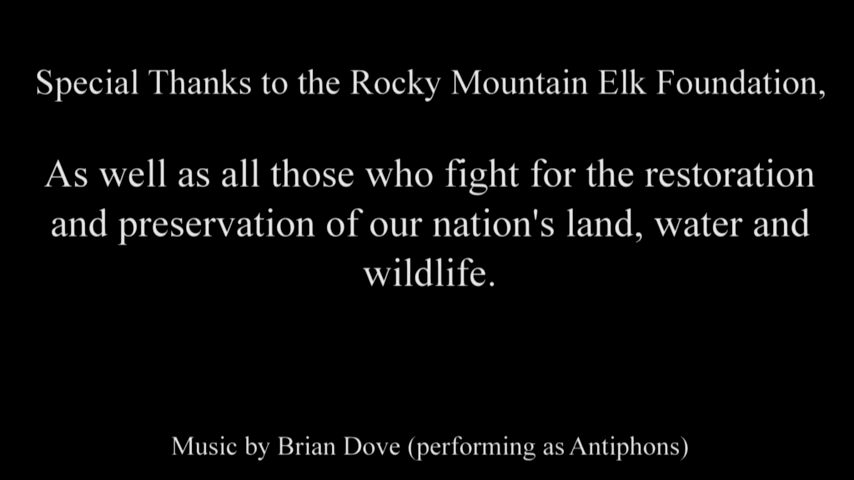 Special Thanks to the Rocky Mountain Elk Foundation,
As well as all those who fight for the restoration
and preservation of our nation's land, water and
wildlife.
Music by Brian Dove (performing as Antiphons)